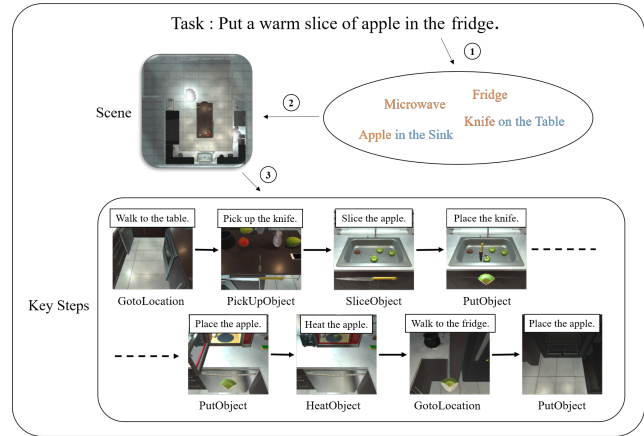 Task : Put a warm slice of apple in the fridge.
1
Scene
2
Microwave
Fridge
Knife on the Table
Apple in the Sink
3
Key Steps
Walk to the table.
Pick up the knife.
Slice the apple.
Place the knife.
GotoLocation
PickUpObject
SliceObject
PutObject
Place the apple.
Heat the apple.
Walk to the fridge.
Place the apple.
PutObject
HeatObject
GotoLocation
PutObject